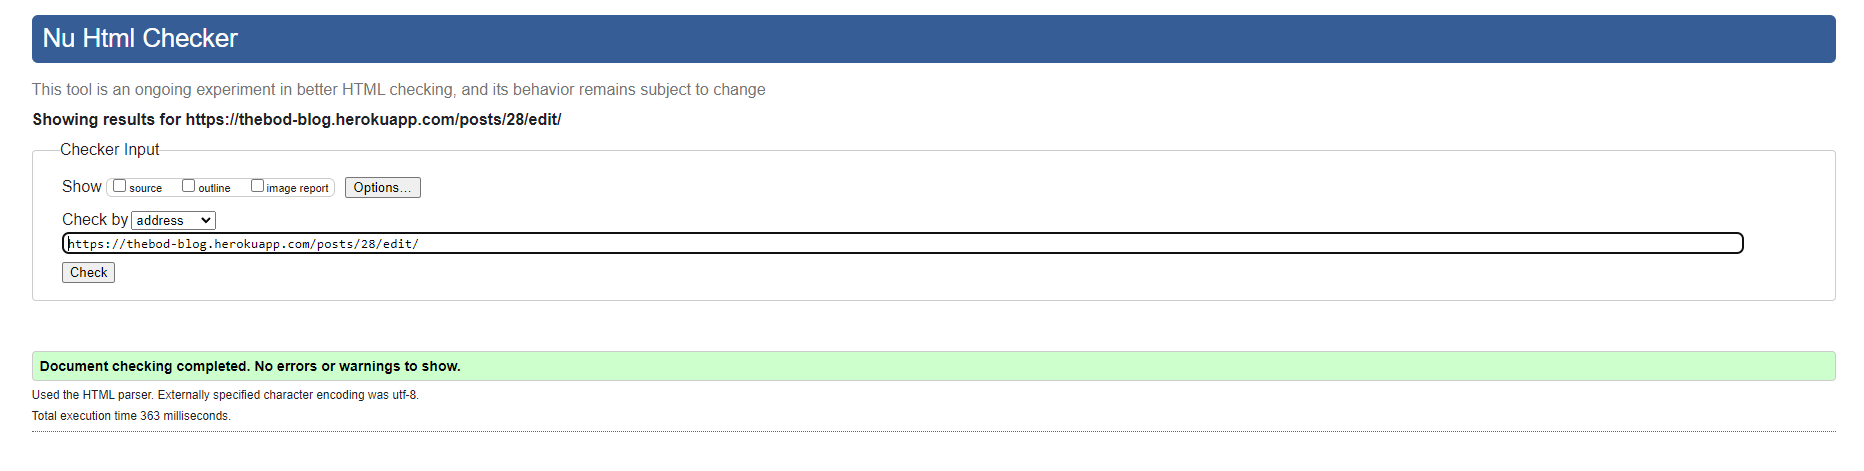 Nu Html Checker
This tool is an ongoing experiment in better HTML checking, and its behavior remains subject to change
Showing results for https://thebod-blog.herokuapp.com/posts/28/edit/
Checker Input
Show source outline image report Options...
Check by address
https://thebod-blog.herokuapp.com/posts/28/edit/
Check
Document checking completed. No errors or warnings to show.
Used the HTML parser. Externally specified character encoding was utf-8.
Total execution time 363 milliseconds.